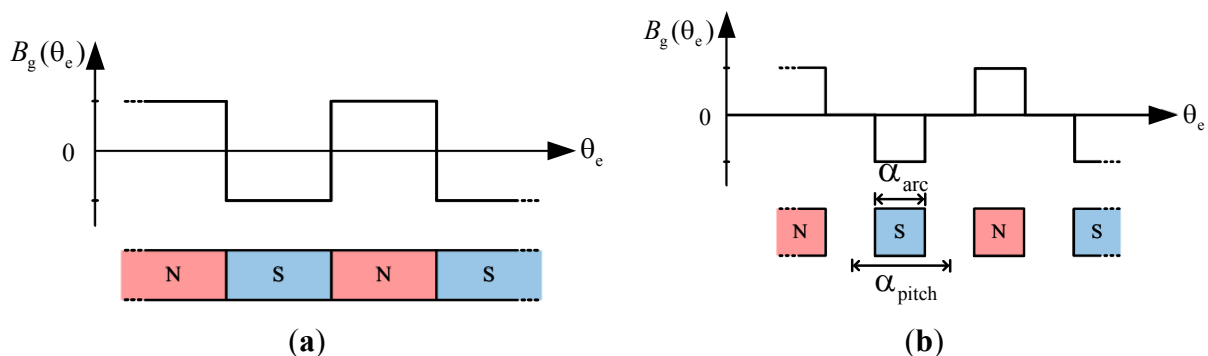 B_g(θ_e)
0
θ_e
N S N S
(a)
B_g(θ_e)
0
θ_e
α_arc
N S N S
α_pitch
(b)